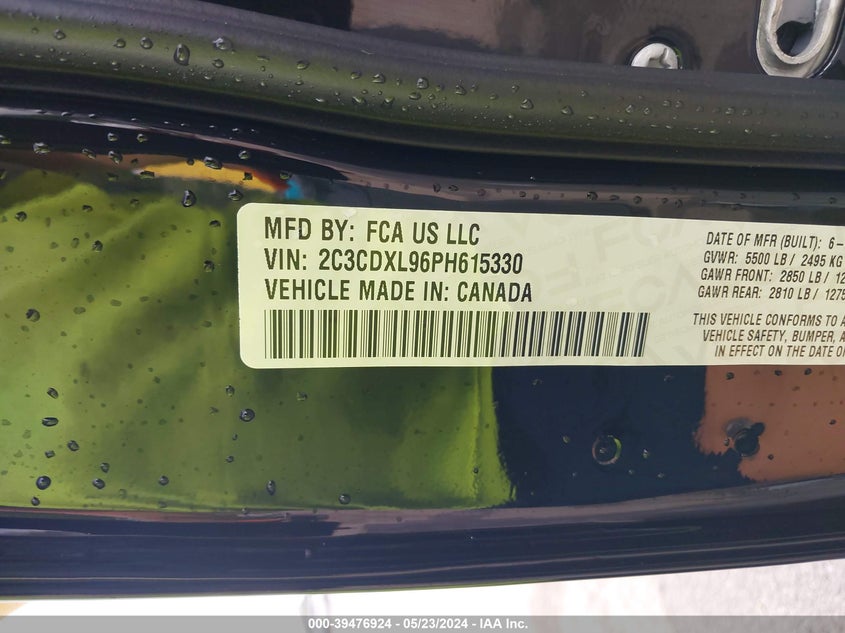 MFD BY: FCA US LLC
VIN: 2C3CDXL96PH615330
VEHICLE MADE IN: CANADA
DATE OF MFR (BUILT): 6-
GVWR: 5500 LB / 2495 KG
GAWR FRONT: 2850 LB / 12
GAWR REAR: 2810 LB / 1275
THIS VEHICLE CONFORMS TO A
VEHICLE SAFETY, BUMPER, A
IN EFFECT ON THE DATE O
000-39476924 - 05/23/2024 - IAA Inc.